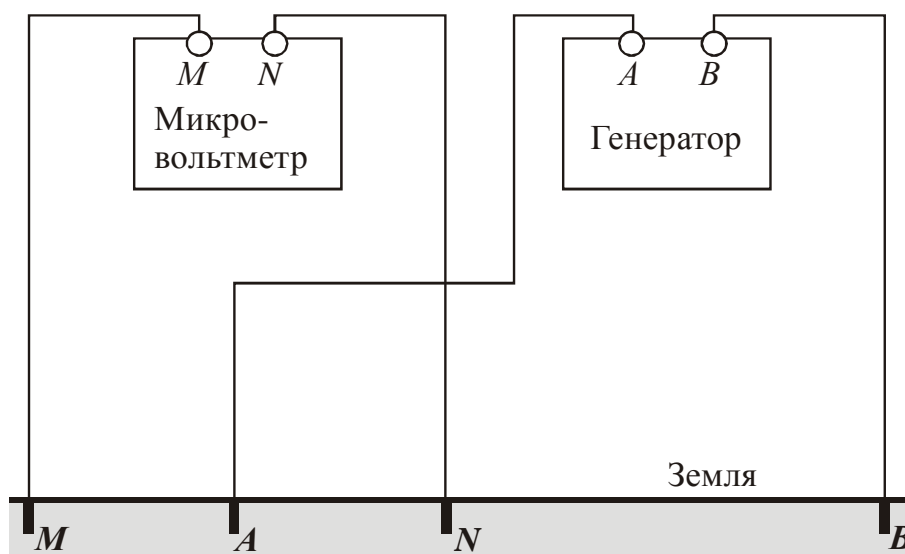 M N
Микро-
вольтметр
A B
Генератор
Земля
M A N B